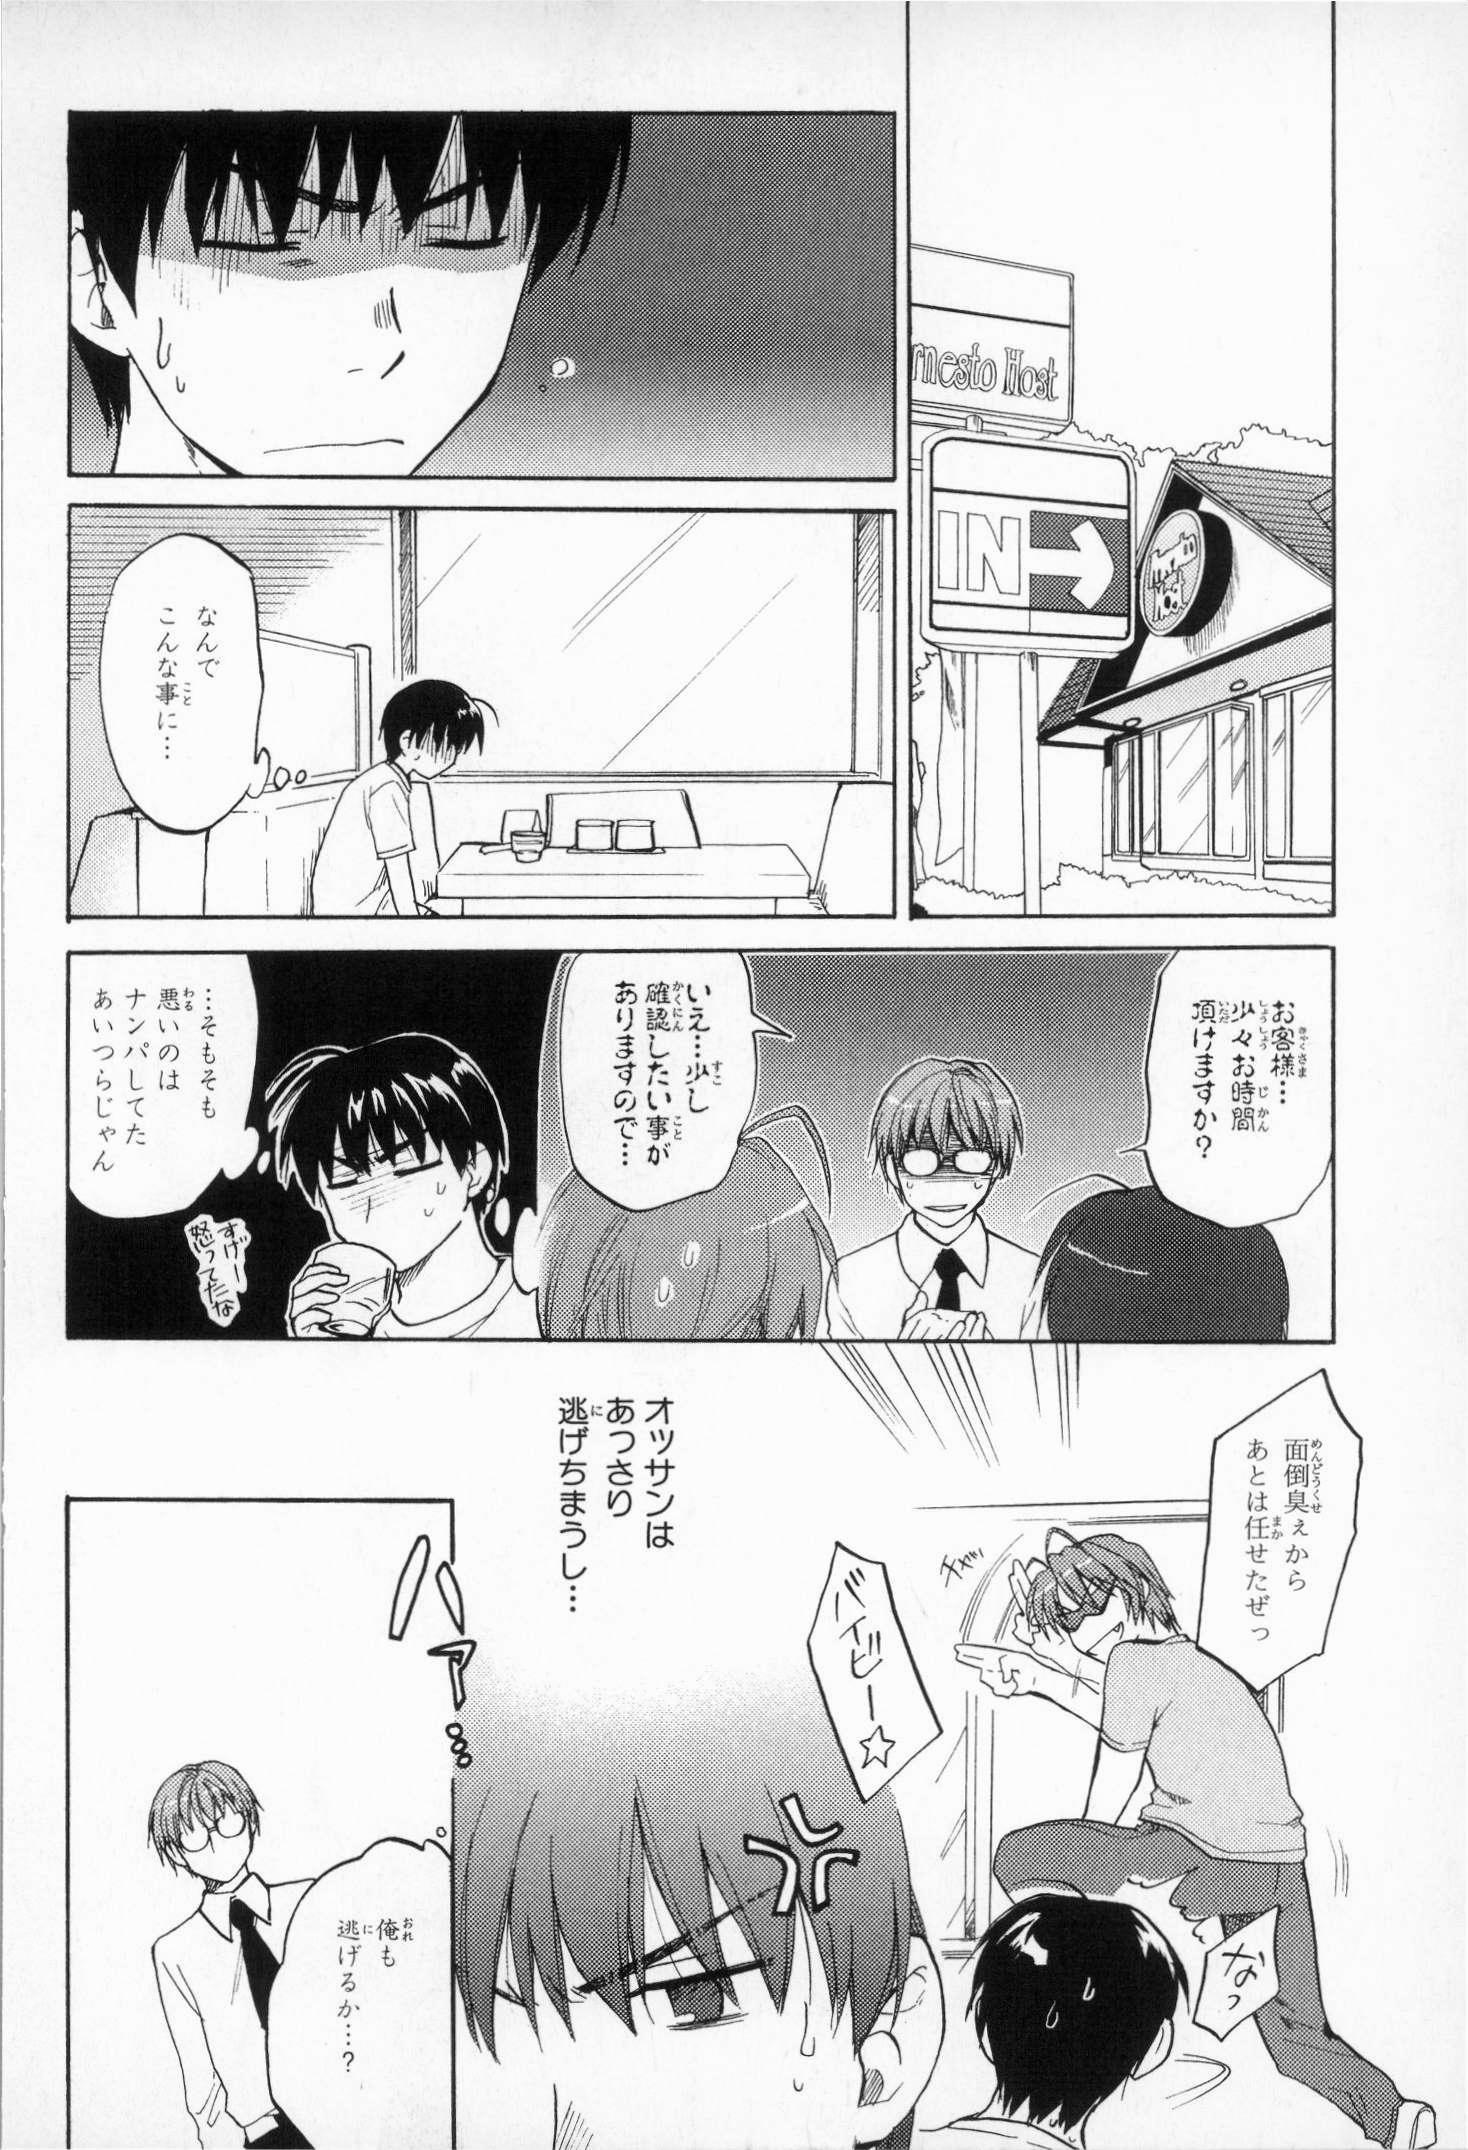 rnesto Host
IN
なんで
こんな事に…
お客様…
少々お時間
頂けますか？
いえ…少し
確認したい事が
ありますので…
…そもそも
悪いのは
ナンパしてた
あいつらじゃん
すげー
怒ってたな
面倒臭ぇから
あとは任せたぜっ
チャッ
バイビー☆
なっ
オッサンは
あっさり
逃げちまうし…
ハァ…
俺も
逃げるか…？